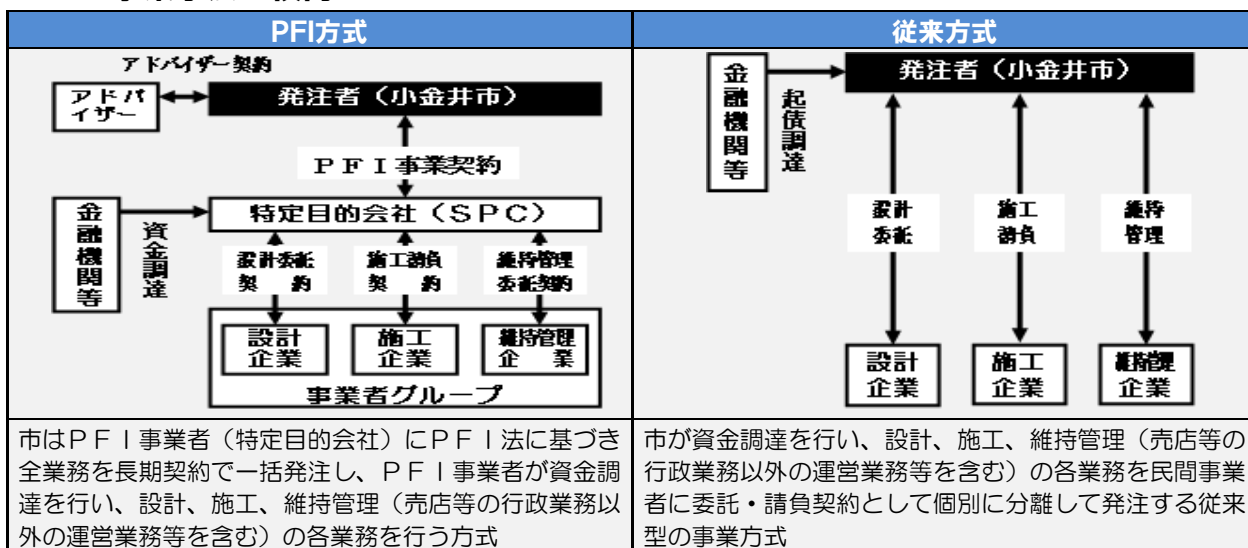 PFI方式
アドバイザー契約
アドバ
イザー
発注者（小金井市）
ＰＦＩ事業契約
金融機関等
資金調達
特定目的会社（ＳＰＣ）
設計委託
契　約
施工請負
契　約
維持管理
委託契約
設計
企業
施工
企業
維持管理
企　業
事業者グループ
市はＰＦＩ事業者（特定目的会社）にＰＦＩ法に基づき
全業務を長期契約で一括発注し、ＰＦＩ事業者が資金調
達を行い、設計、施工、維持管理（売店等の行政業務以
外の運営業務等を含む）の各業務を行う方式
従来方式
金融機関等
起債調達
発注者（小金井市）
設計
委託
施工
請負
維持
管理
設計
企業
施工
企業
維持管理
企業
市が資金調達を行い、設計、施工、維持管理（売店等の
行政業務以外の運営業務等を含む）の各業務を民間事業
者に委託・請負契約として個別に分離して発注する従来
型の事業方式